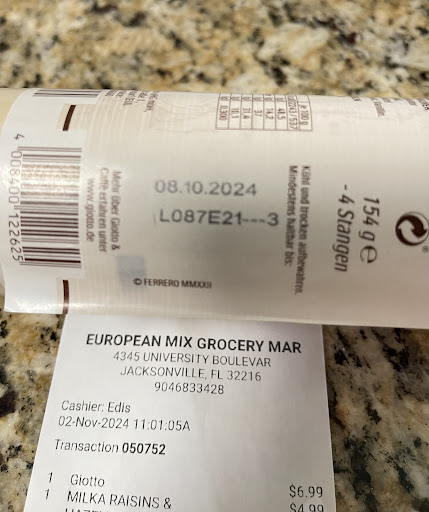 08.10.2024
L087E21---3
© FERRERO MMXXII
Kühl und trocken aufbewahren.
Mindestens haltbar bis:
154 g e
- 4 Stangen
Mehr über Giotto &
Caffè erfahren unter
www.giotto.de
4 008400 122625
EUROPEAN MIX GROCERY MAR
4345 UNIVERSITY BOULEVAR
JACKSONVILLE, FL 32216
9046833428
Cashier: Edis
02-Nov-2024 11:01:05A
Transaction 050752
1 Giotto $6.99
1 MILKA RAISINS & $4.99